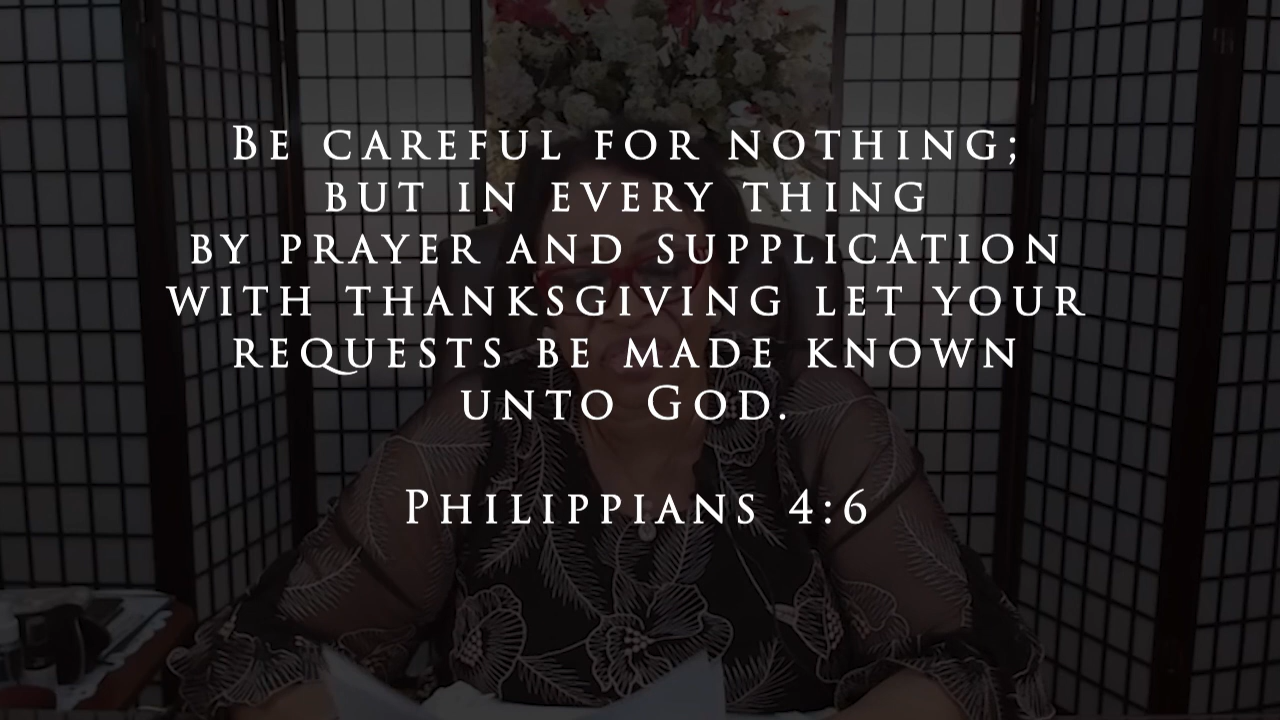 Be careful for nothing;
but in every thing
by prayer and supplication
with thanksgiving let your
requests be made known
unto God.
Philippians 4:6